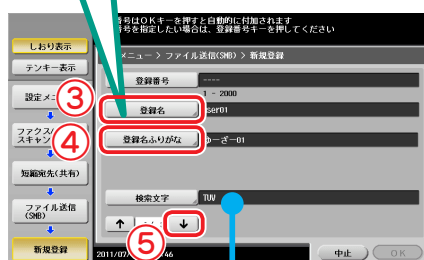 号はOKキーを押すと自動的に付加されます
号を指定したい場合は、登録番号キーを押してください
しおり表示
テンキー表示
設定メ
ファクス/
スキャン
短縮宛先(共有)
ファイル送信
(SMB)
新規登録
メニュー > ファイル送信(SMB) > 新規登録
登録番号
----
1 - 2000
③
登録名
user01
④
登録名ふりがな
ゆーざー01
検索文字
TUV
↑
↓
⑤
2011/07/
46
中止
OK